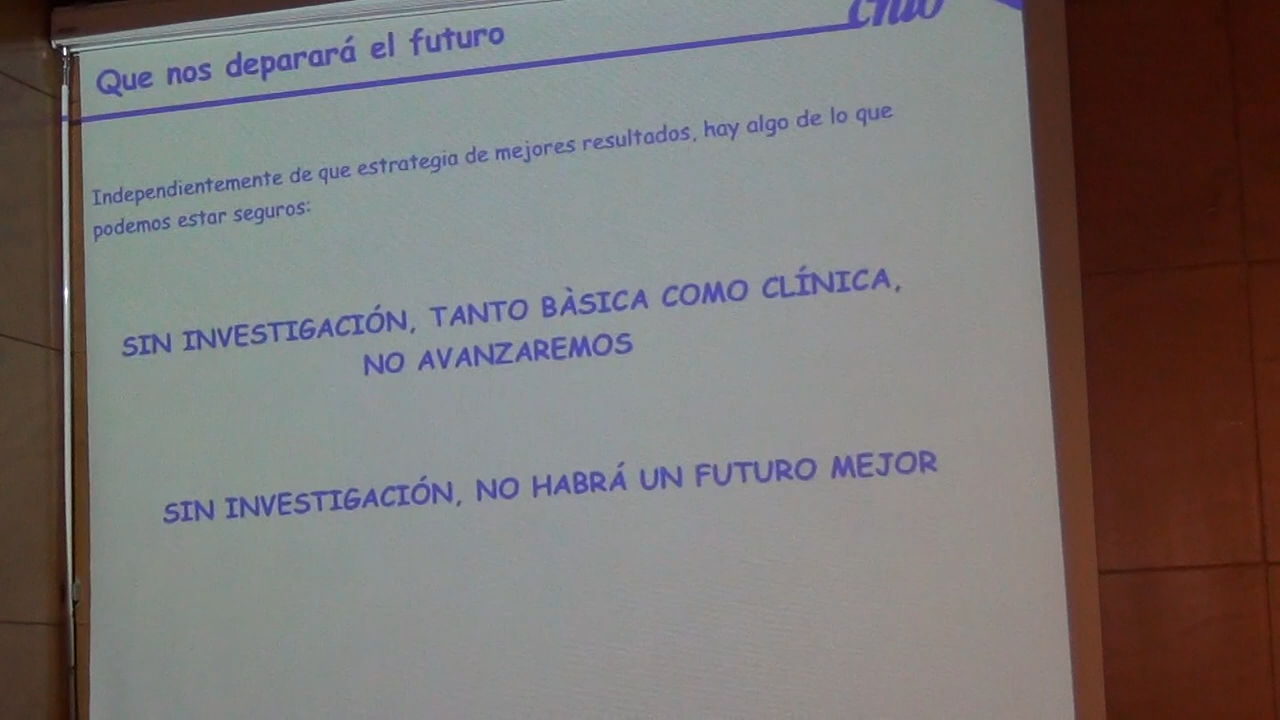 Que nos deparará el futuro
Independientemente de que estrategia de mejores resultados, hay algo de lo que
podemos estar seguros:
SIN INVESTIGACIÓN, TANTO BÀSICA COMO CLÍNICA,
NO AVANZAREMOS
SIN INVESTIGACIÓN, NO HABRÁ UN FUTURO MEJOR